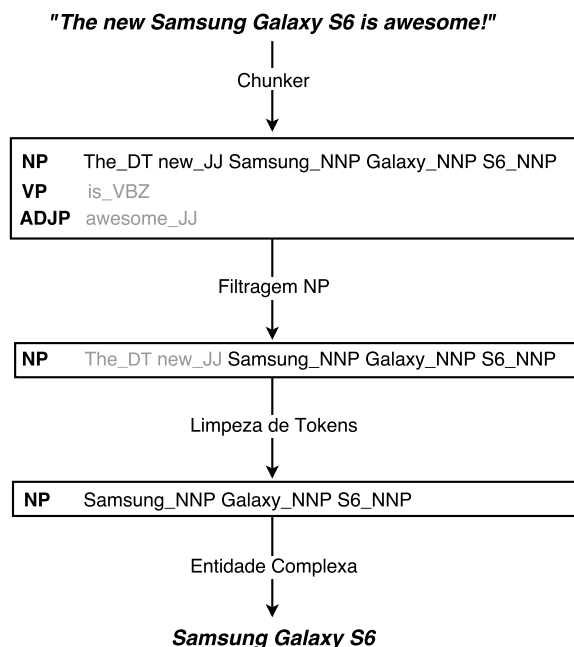 "The new Samsung Galaxy S6 is awesome!"
Chunker
NP The_DT new_JJ Samsung_NNP Galaxy_NNP S6_NNP
VP is_VBZ
ADJP awesome_JJ
Filtragem NP
NP The_DT new_JJ Samsung_NNP Galaxy_NNP S6_NNP
Limpeza de Tokens
NP Samsung_NNP Galaxy_NNP S6_NNP
Entidade Complexa
Samsung Galaxy S6